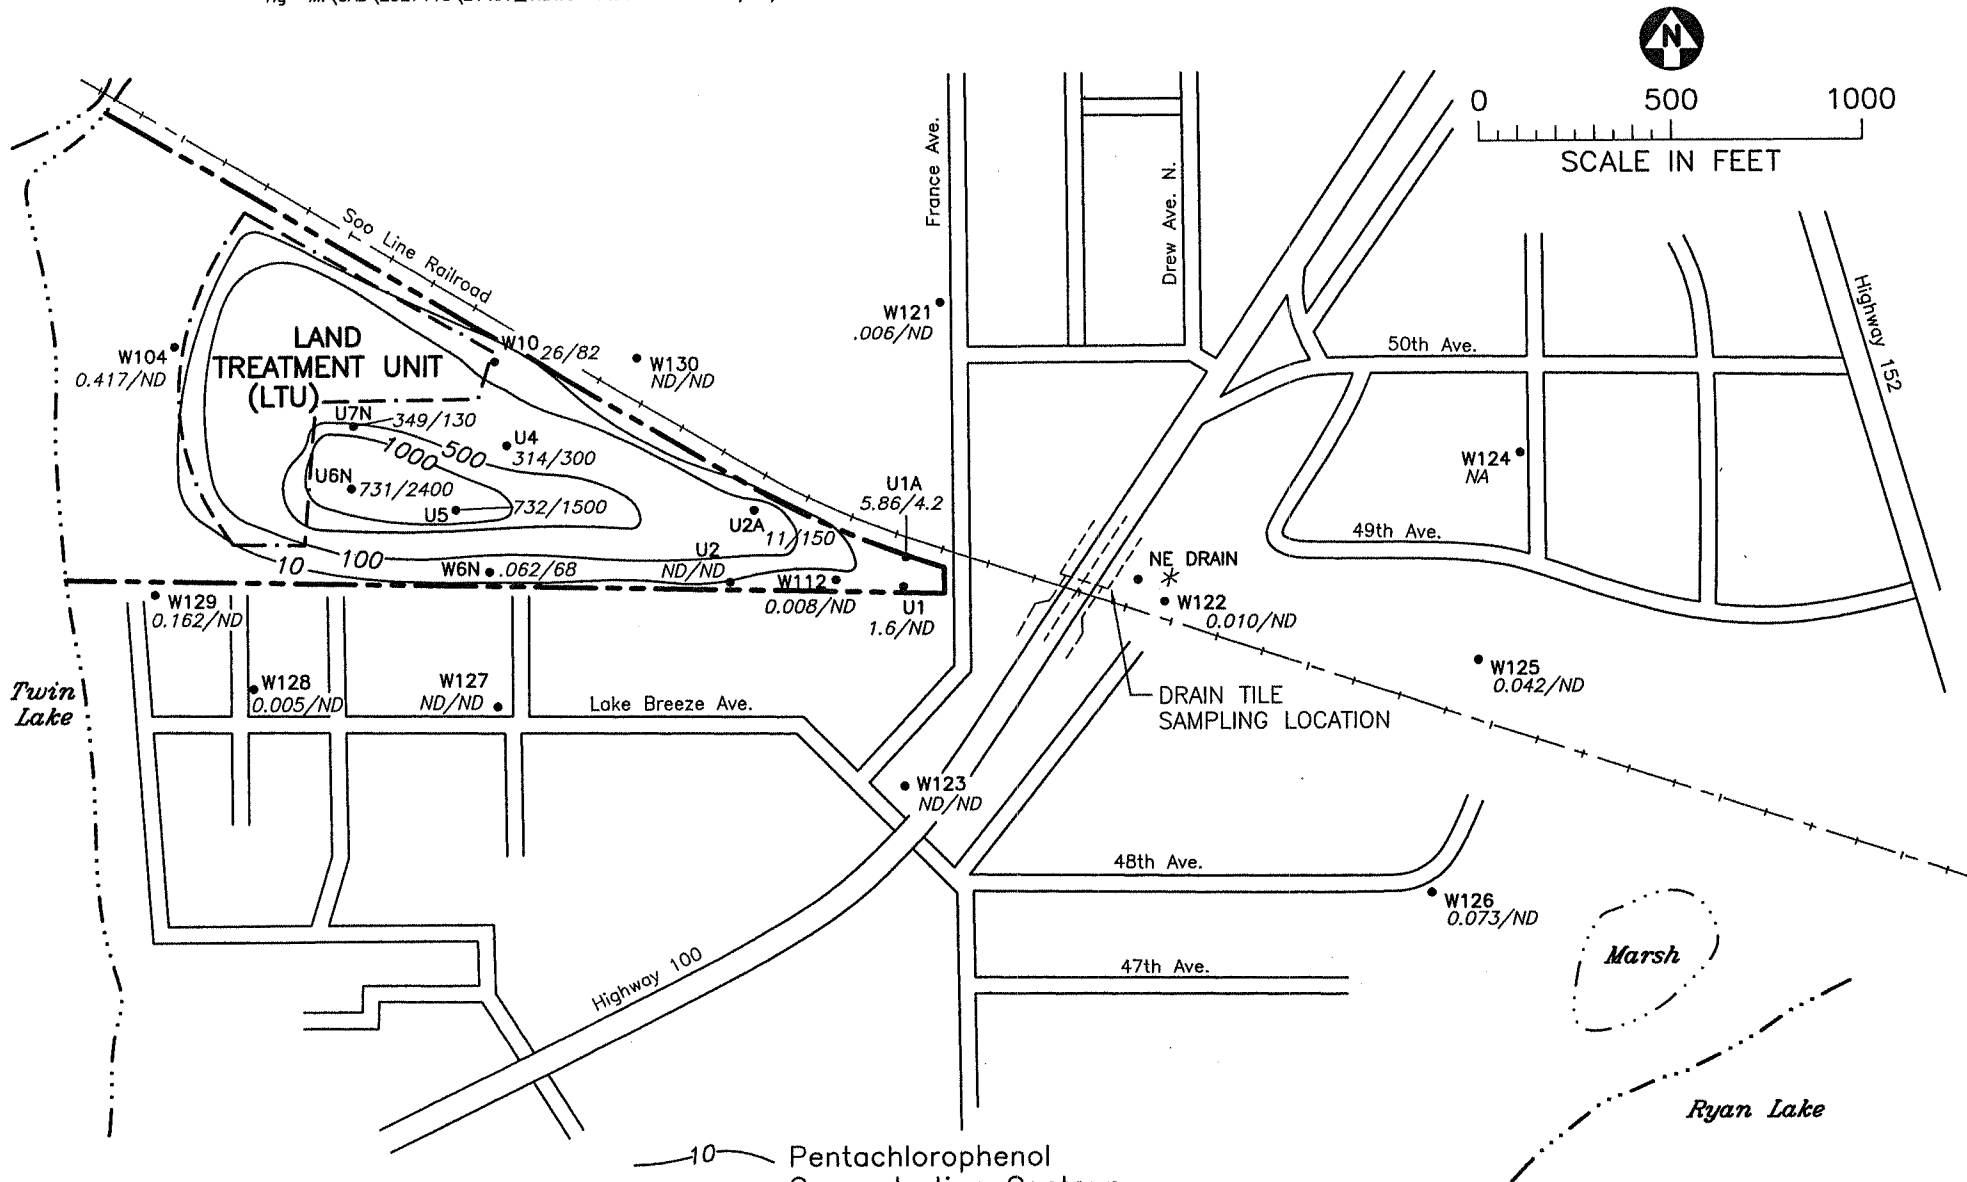 N
0 500 1000
SCALE IN FEET
France Ave.
Drew Ave. N.
Soo Line Railroad
Highway 152
W121
.006/ND
50th Ave.
LAND
TREATMENT UNIT
(LTU)
W104
0.417/ND
W10 26/82
W130
ND/ND
U7N
349/130
U4
314/300
1000
500
U6N
731/2400
U5
732/1500
U1A
5.86/4.2
W124
NA
U2A
11/150
49th Ave.
U2
ND/ND
100
10
W6N .062/68
W112
0.008/ND
U1
1.6/ND
NE DRAIN
W122
0.010/ND
W129
0.162/ND
W125
0.042/ND
Twin
Lake
W128
0.005/ND
W127
ND/ND
Lake Breeze Ave.
DRAIN TILE
SAMPLING LOCATION
W123
ND/ND
48th Ave.
W126
0.073/ND
Highway 100
47th Ave.
Marsh
Ryan Lake
10 Pentachlorophenol